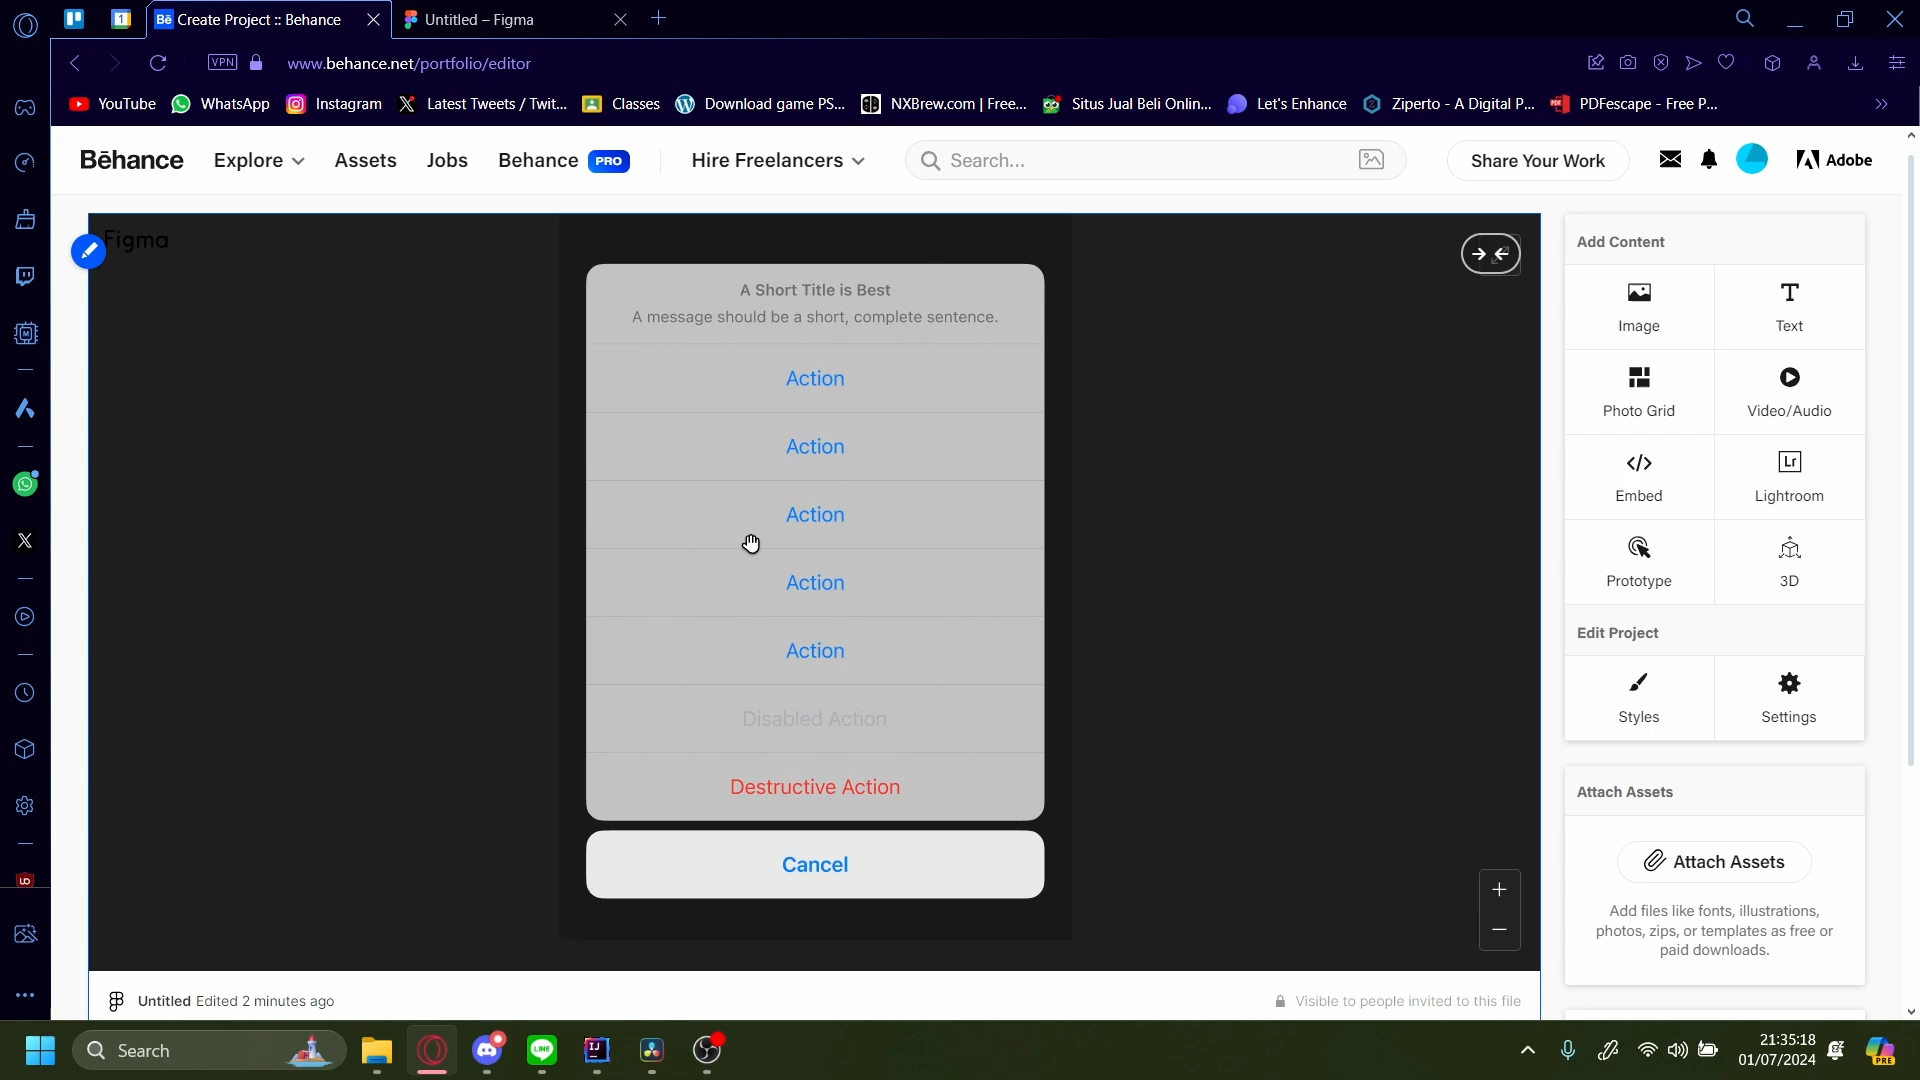 Create Project :: Behance
Untitled – Figma
VPN
www.behance.net/portfolio/editor
YouTube
WhatsApp
Instagram
Latest Tweets / Twit...
Classes
Download game PS...
NXBrew.com | Free...
Situs Jual Beli Onlin...
Let's Enhance
Ziperto - A Digital P...
PDFescape - Free P...
Bēhance
Explore
Assets
Jobs
Behance PRO
Hire Freelancers
Search...
Share Your Work
Adobe
Figma
A Short Title is Best
A message should be a short, complete sentence.
Action
Action
Action
Action
Action
Disabled Action
Destructive Action
Cancel
Untitled Edited 2 minutes ago
Visible to people invited to this file
Add Content
Image
Text
Photo Grid
Video/Audio
Embed
Lr
Lightroom
Prototype
3D
Edit Project
Styles
Settings
Attach Assets
Attach Assets
Add files like fonts, illustrations,
photos, zips, or templates as free or
paid downloads.
Search
21:35:18
01/07/2024